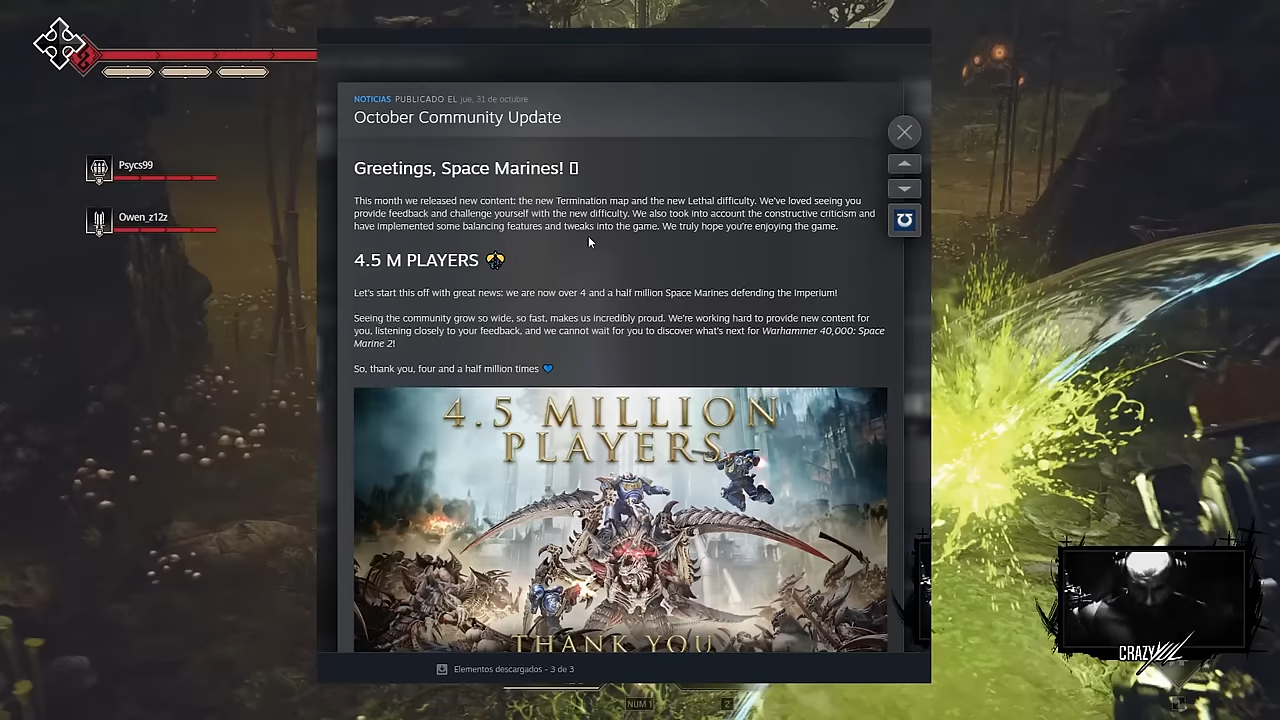 NOTICIAS PUBLICADO EL jue, 31 de octubre
October Community Update
Greetings, Space Marines!
This month we released new content: the new Termination map and the new Lethal difficulty. We've loved seeing you
provide feedback and challenge yourself with the new difficulty. We also took into account the constructive criticism and
have implemented some balancing features and tweaks into the game. We truly hope you're enjoying the game.
4.5 M PLAYERS
Let's start this off with great news: we are now over 4 and a half million Space Marines defending the Imperium!
Seeing the community grow so wide, so fast, makes us incredibly proud. We're working hard to provide new content for
you, listening closely to your feedback, and we cannot wait for you to discover what's next for Warhammer 40,000: Space
Marine 2!
So, thank you, four and a half million times 💙
4.5 MILLION
PLAYERS
THANK YOU
Elementos descargados - 3 de 3
Psycs99
Owen_z12z
NUM 1
2
CRAZY